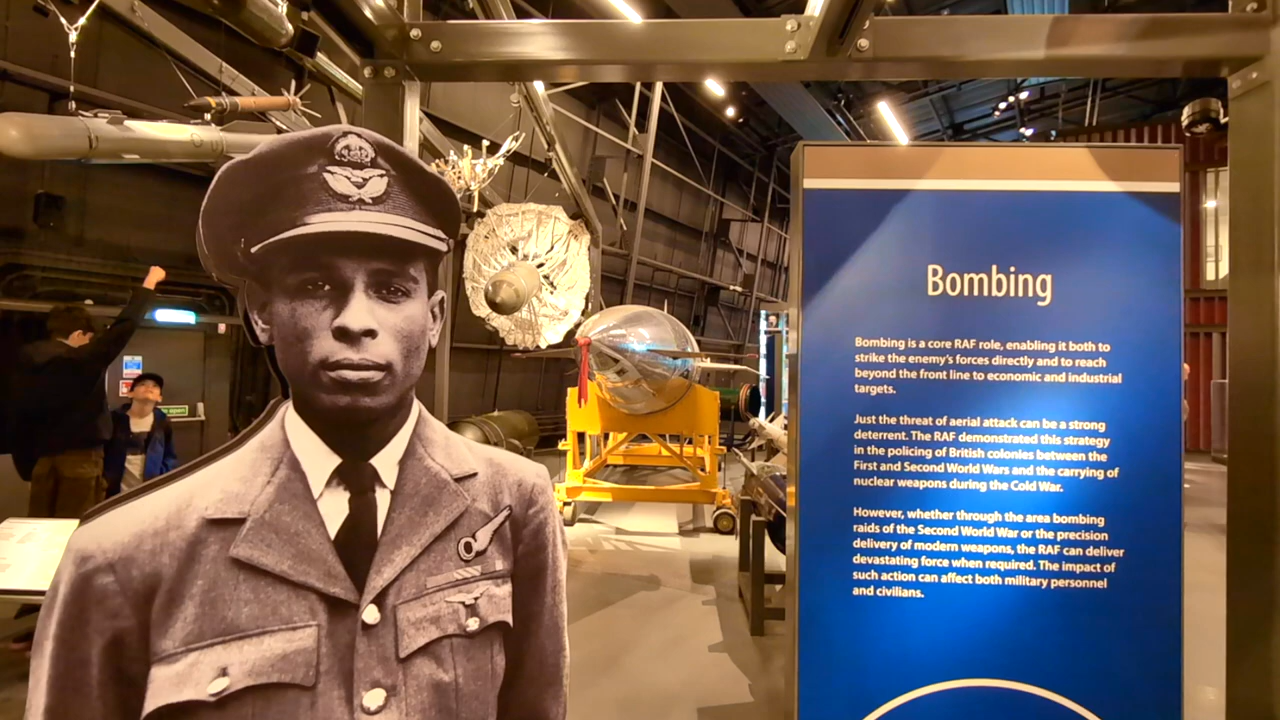 Bombing
Bombing is a core RAF role, enabling it both to
strike the enemy's forces directly and to reach
beyond the front line to economic and industrial
targets.
Just the threat of aerial attack can be a strong
deterrent. The RAF demonstrated this strategy
in the policing of British colonies between the
First and Second World Wars and the carrying of
nuclear weapons during the Cold War.
However, whether through the area bombing
raids of the Second World War or the precision
delivery of modern weapons, the RAF can deliver
devastating force when required. The impact of
such action can affect both military personnel
and civilians.
open